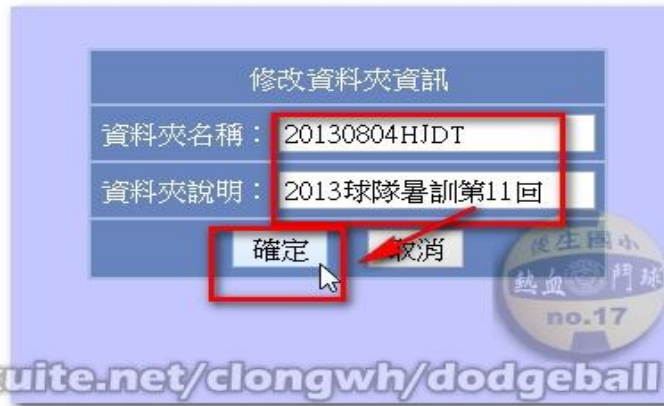 修改資料夾資訊
資料夾名稱： 20130804HJDT
資料夾說明： 2013球隊暑訓第11回
確定 取消
國小
熱血 門球
no.17
uite.net/clongwh/dodgeball